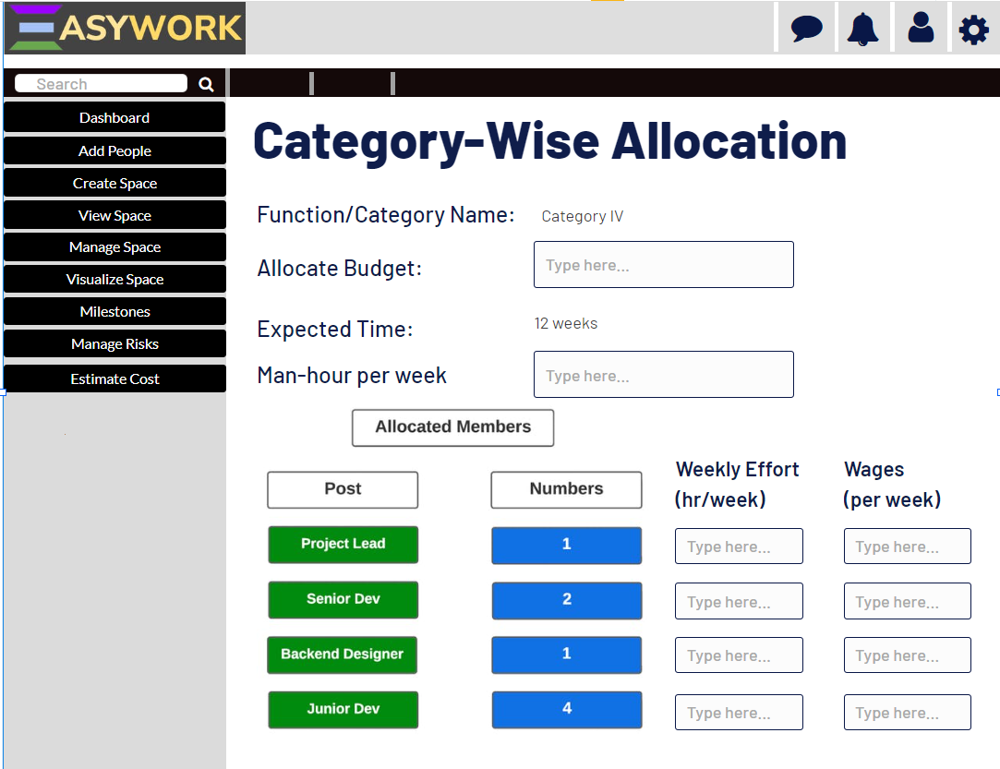 EASYWORK
Search
Dashboard
Add People
Create Space
View Space
Manage Space
Visualize Space
Milestones
Manage Risks
Estimate Cost
Category-Wise Allocation
Function/Category Name: Category IV
Allocate Budget: Type here...
Expected Time: 12 weeks
Man-hour per week Type here...
Allocated Members
Post Numbers Weekly Effort (hr/week) Wages (per week)
Project Lead 1 Type here... Type here...
Senior Dev 2 Type here... Type here...
Backend Designer 1 Type here... Type here...
Junior Dev 4 Type here... Type here...